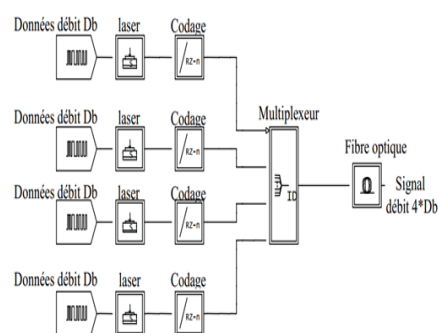 Données débit Db laser Codage
RZ-n
Données débit Db laser Codage
RZ-n
Multiplexeur
ID
Fibre optique
Signal
débit 4*Db
Données débit Db laser Codage
RZ-n
Données débit Db laser Codage
RZ-n